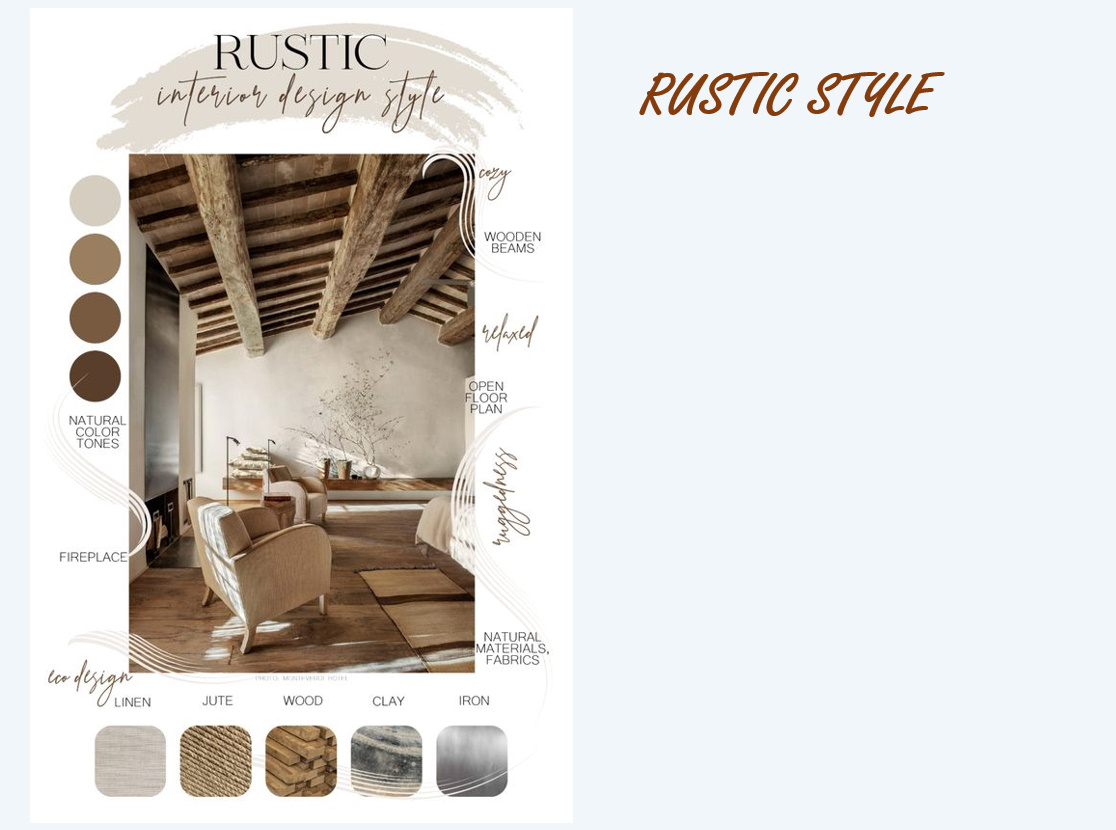 RUSTIC
interior design style
RUSTIC STYLE
cozy
WOODEN
BEAMS
relaxed
OPEN
FLOOR
PLAN
NATURAL
COLOR
TONES
ruggedness
FIREPLACE
NATURAL
MATERIALS,
FABRICS
eco design
PHOTO: MONTEVERDI HOTEL
LINEN
JUTE
WOOD
CLAY
IRON